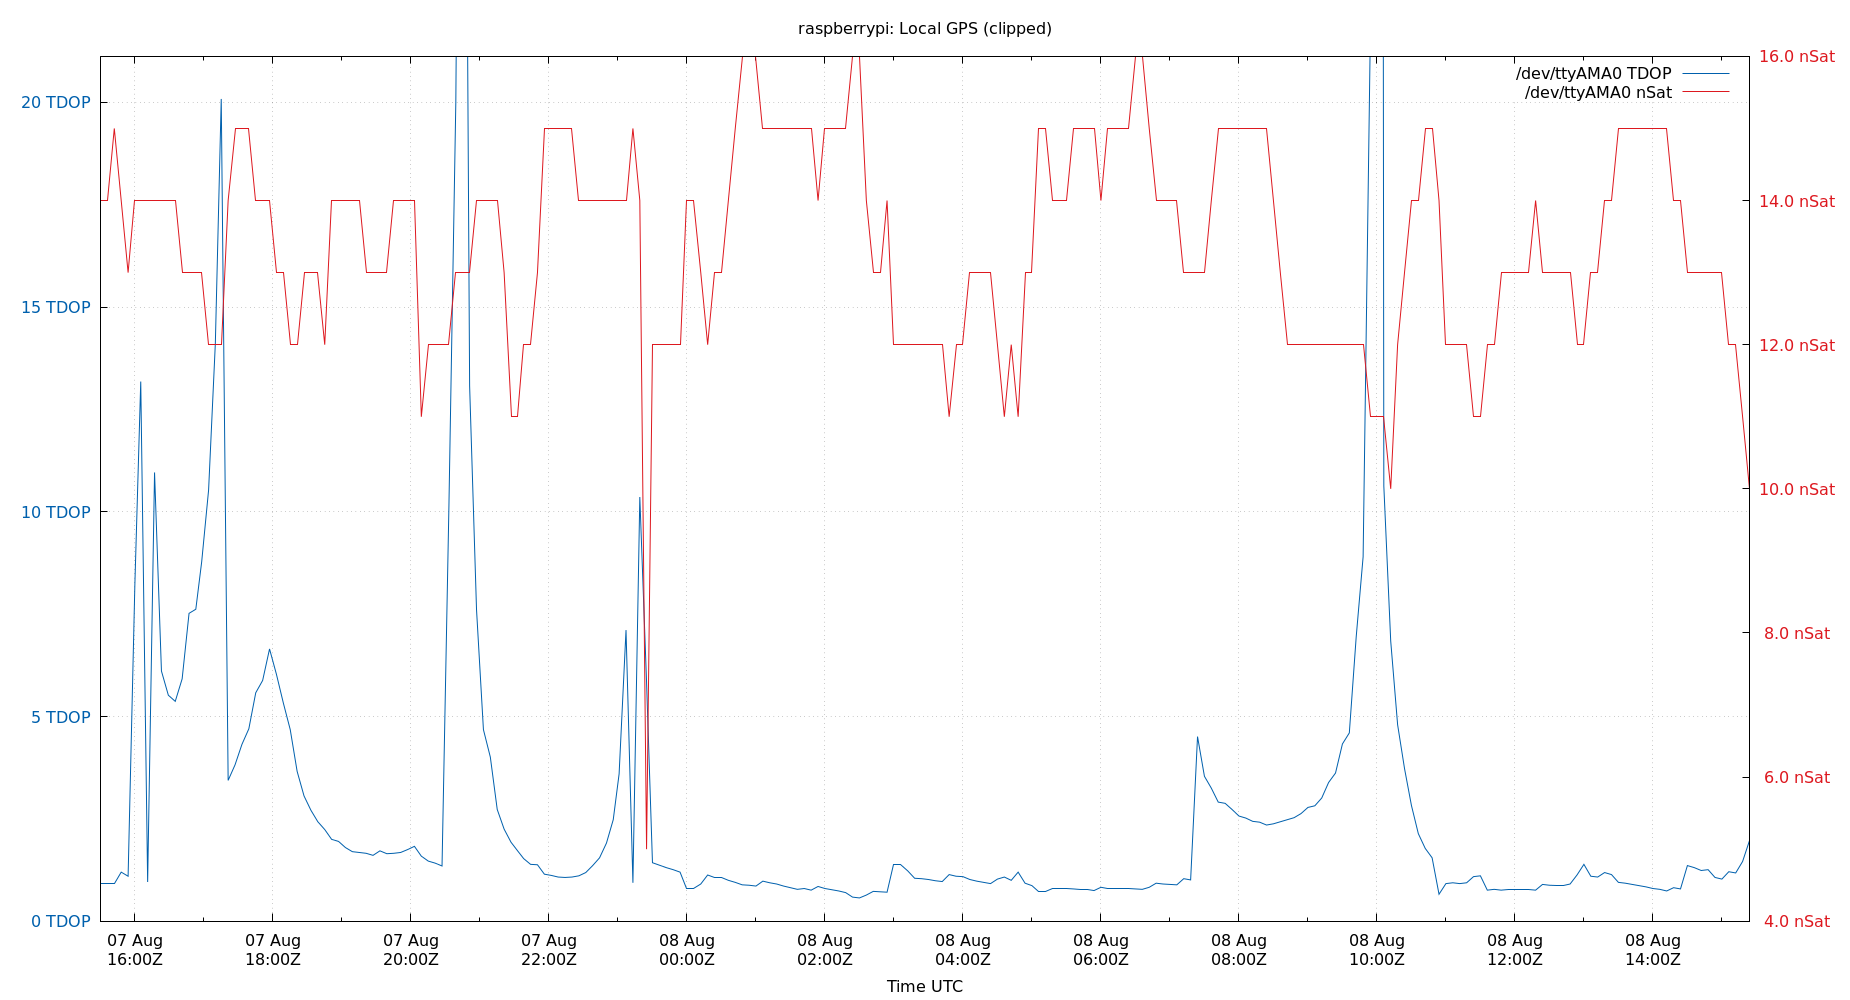 raspberrypi: Local GPS (clipped)
/dev/ttyAMA0 TDOP
/dev/ttyAMA0 nSat
20 TDOP
15 TDOP
10 TDOP
5 TDOP
0 TDOP
16.0 nSat
14.0 nSat
12.0 nSat
10.0 nSat
8.0 nSat
6.0 nSat
4.0 nSat
07 Aug 07 Aug 07 Aug 07 Aug 08 Aug 08 Aug 08 Aug 08 Aug 08 Aug 08 Aug 08 Aug 08 Aug
16:00Z 18:00Z 20:00Z 22:00Z 00:00Z 02:00Z 04:00Z 06:00Z 08:00Z 10:00Z 12:00Z 14:00Z
Time UTC